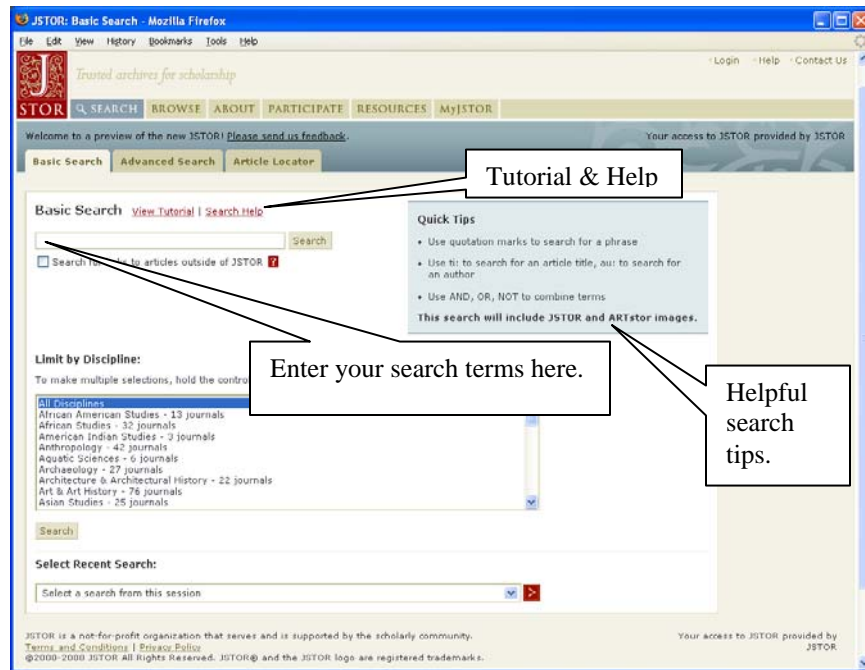 JSTOR: Basic Search - Mozilla Firefox
File Edit View History Bookmarks Tools Help
Login Help Contact Us
J
STOR
Trusted archives for scholarship
SEARCH BROWSE ABOUT PARTICIPATE RESOURCES MyJSTOR
Welcome to a preview of the new JSTOR! Please send us feedback.
Your access to JSTOR provided by JSTOR
Basic Search Advanced Search Article Locator
Tutorial & Help
Basic Search View Tutorial | Search Help
Search
Search for links to articles outside of JSTOR ?
Quick Tips
• Use quotation marks to search for a phrase
• Use ti: to search for an article title, au: to search for
an author
• Use AND, OR, NOT to combine terms
This search will include JSTOR and ARTstor images.
Enter your search terms here.
Helpful
search
tips.
Limit by Discipline:
To make multiple selections, hold the
All Disciplines
African American Studies - 13 journals
African Studies - 32 journals
American Indian Studies - 3 journals
Anthropology - 42 journals
Aquatic Sciences - 6 journals
Archaeology - 27 journals
Architecture & Architectural History - 22 journals
Art & Art History - 76 journals
Asian Studies - 25 journals
Search
Select Recent Search:
Select a search from this session
JSTOR is a not-for-profit organization that serves and is supported by the scholarly community.
Terms and Conditions | Privacy Policy
©2000-2008 JSTOR All Rights Reserved. JSTOR® and the JSTOR logo are registered trademarks.
Your access to JSTOR provided by
JSTOR